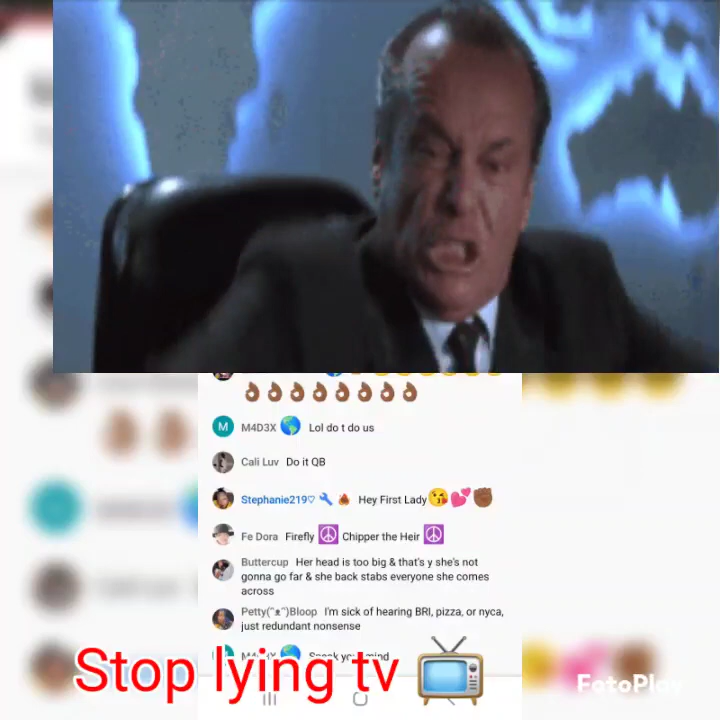 M4D3X 🌎 Lol do t do us
Cali Luv Do it QB
Stephanie219♡ 🔧 Hey First Lady😘💕✊🏾
Fe Dora Firefly ☮️ Chipper the Heir ☮️
Buttercup Her head is too big & that's y she's not
gonna go far & she back stabs everyone she comes
across
Petty(˘ᴥ˘)Bloop I'm sick of hearing BRI, pizza, or nyca,
just redundant nonsense
Stop lying tv 📺
FotoPlay